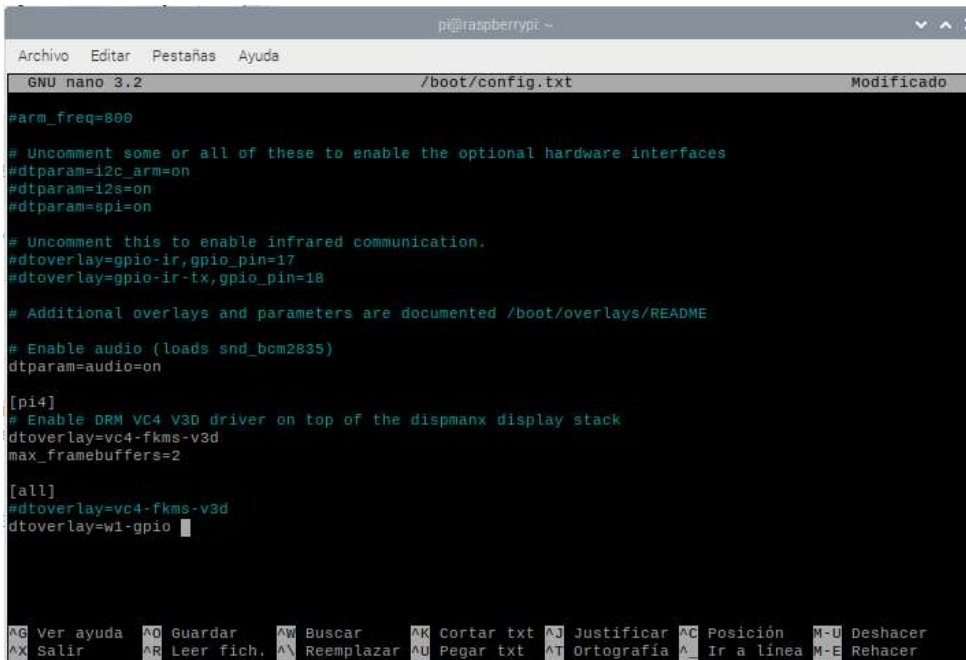 pi@raspberrypi: ~
Archivo Editar Pestañas Ayuda
GNU nano 3.2 /boot/config.txt Modificado
#arm_freq=800
# Uncomment some or all of these to enable the optional hardware interfaces
#dtparam=i2c_arm=on
#dtparam=i2s=on
#dtparam=spi=on
# Uncomment this to enable infrared communication.
#dtoverlay=gpio-ir,gpio_pin=17
#dtoverlay=gpio-ir-tx,gpio_pin=18
# Additional overlays and parameters are documented /boot/overlays/README
# Enable audio (loads snd_bcm2835)
dtparam=audio=on
[pi4]
# Enable DRM VC4 V3D driver on top of the dispmanx display stack
dtoverlay=vc4-fkms-v3d
max_framebuffers=2
[all]
#dtoverlay=vc4-fkms-v3d
dtoverlay=w1-gpio
^G Ver ayuda ^O Guardar ^W Buscar ^K Cortar txt ^J Justificar ^C Posición M-U Deshacer
^X Salir ^R Leer fich. ^\ Reemplazar ^U Pegar txt ^T Ortografía ^_ Ir a línea M-E Rehacer